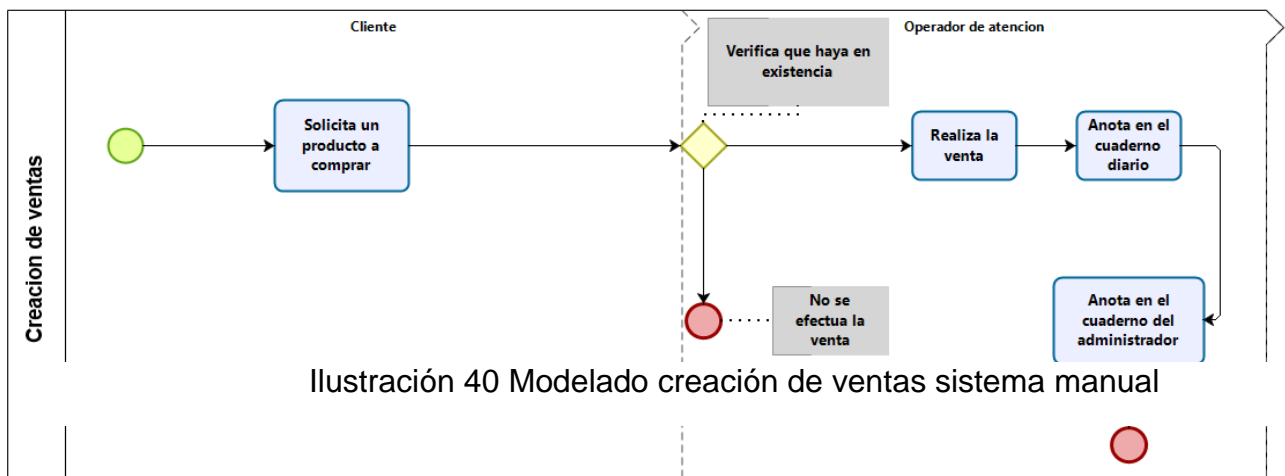 Cliente
Operador de atencion
Creacion de ventas
Verifica que haya en
existencia
Solicita un
producto a
comprar
Realiza la
venta
Anota en el
cuaderno
diario
No se
efectua la
venta
Anota en el
cuaderno del
administrador
Ilustración 40 Modelado creación de ventas sistema manual